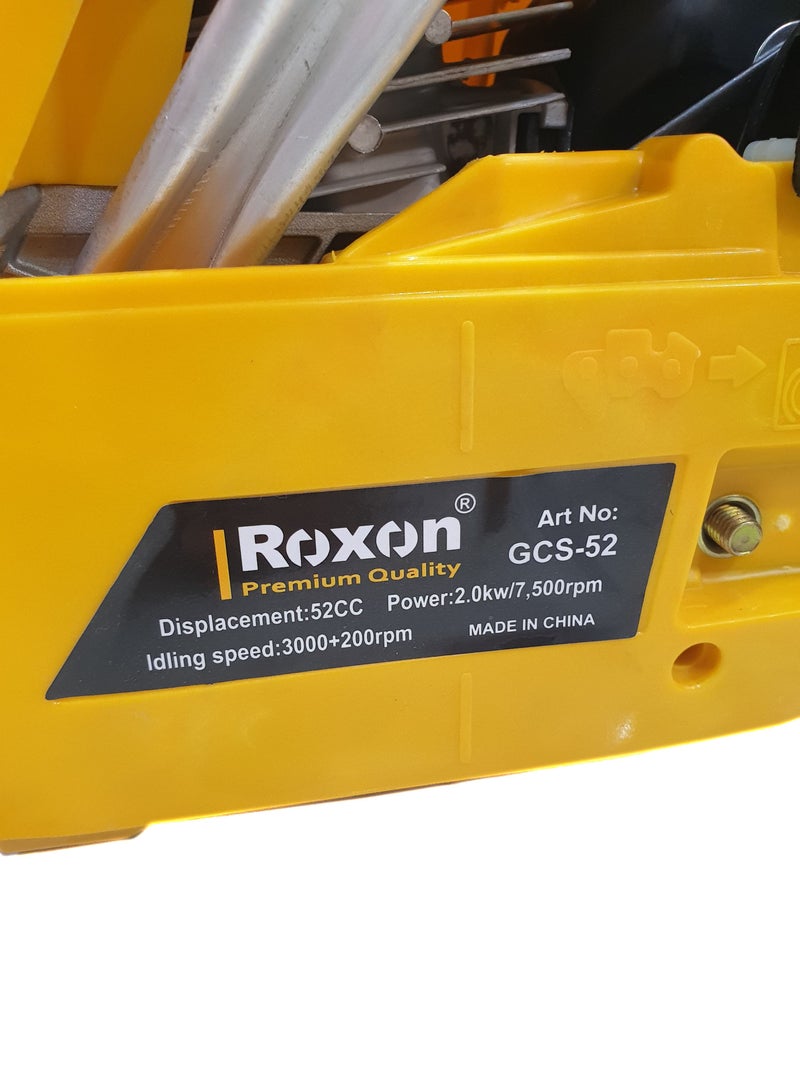 Roxon®
Premium Quality
Art No:
GCS-52
Displacement:52CC Power:2.0kw/7,500rpm
Idling speed:3000+200rpm MADE IN CHINA